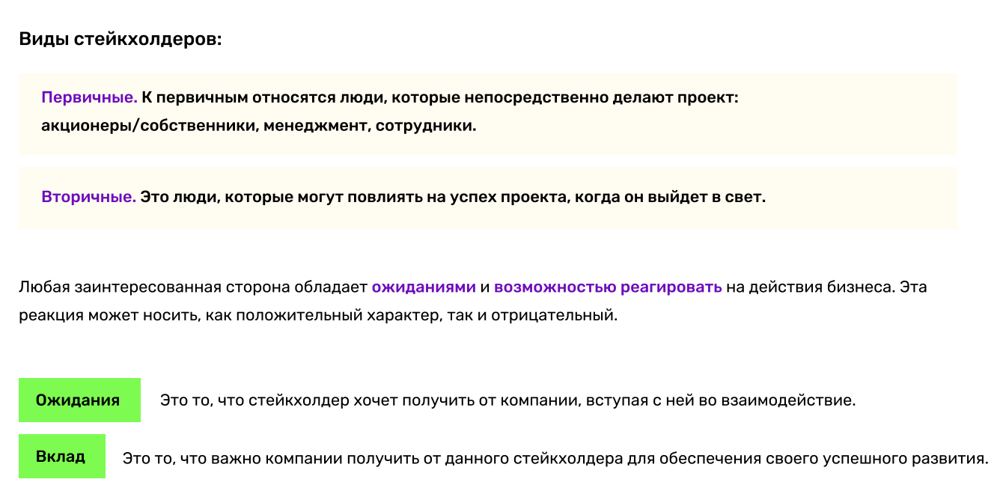 Виды стейкхолдеров:
Первичные. К первичным относятся люди, которые непосредственно делают проект:
акционеры/собственники, менеджмент, сотрудники.
Вторичные. Это люди, которые могут повлиять на успех проекта, когда он выйдет в свет.
Любая заинтересованная сторона обладает ожиданиями и возможностью реагировать на действия бизнеса. Эта
реакция может носить, как положительный характер, так и отрицательный.
Ожидания Это то, что стейкхолдер хочет получить от компании, вступая с ней во взаимодействие.
Вклад Это то, что важно компании получить от данного стейкхолдера для обеспечения своего успешного развития.